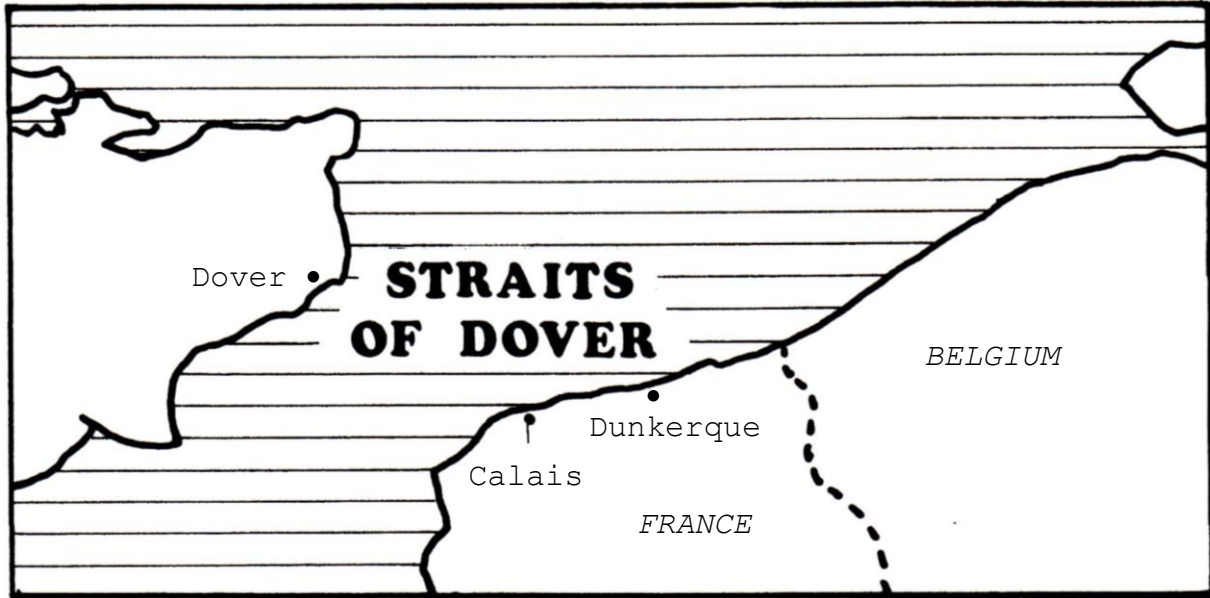 Dover
STRAITS
OF DOVER
BELGIUM
Dunkerque
Calais
FRANCE